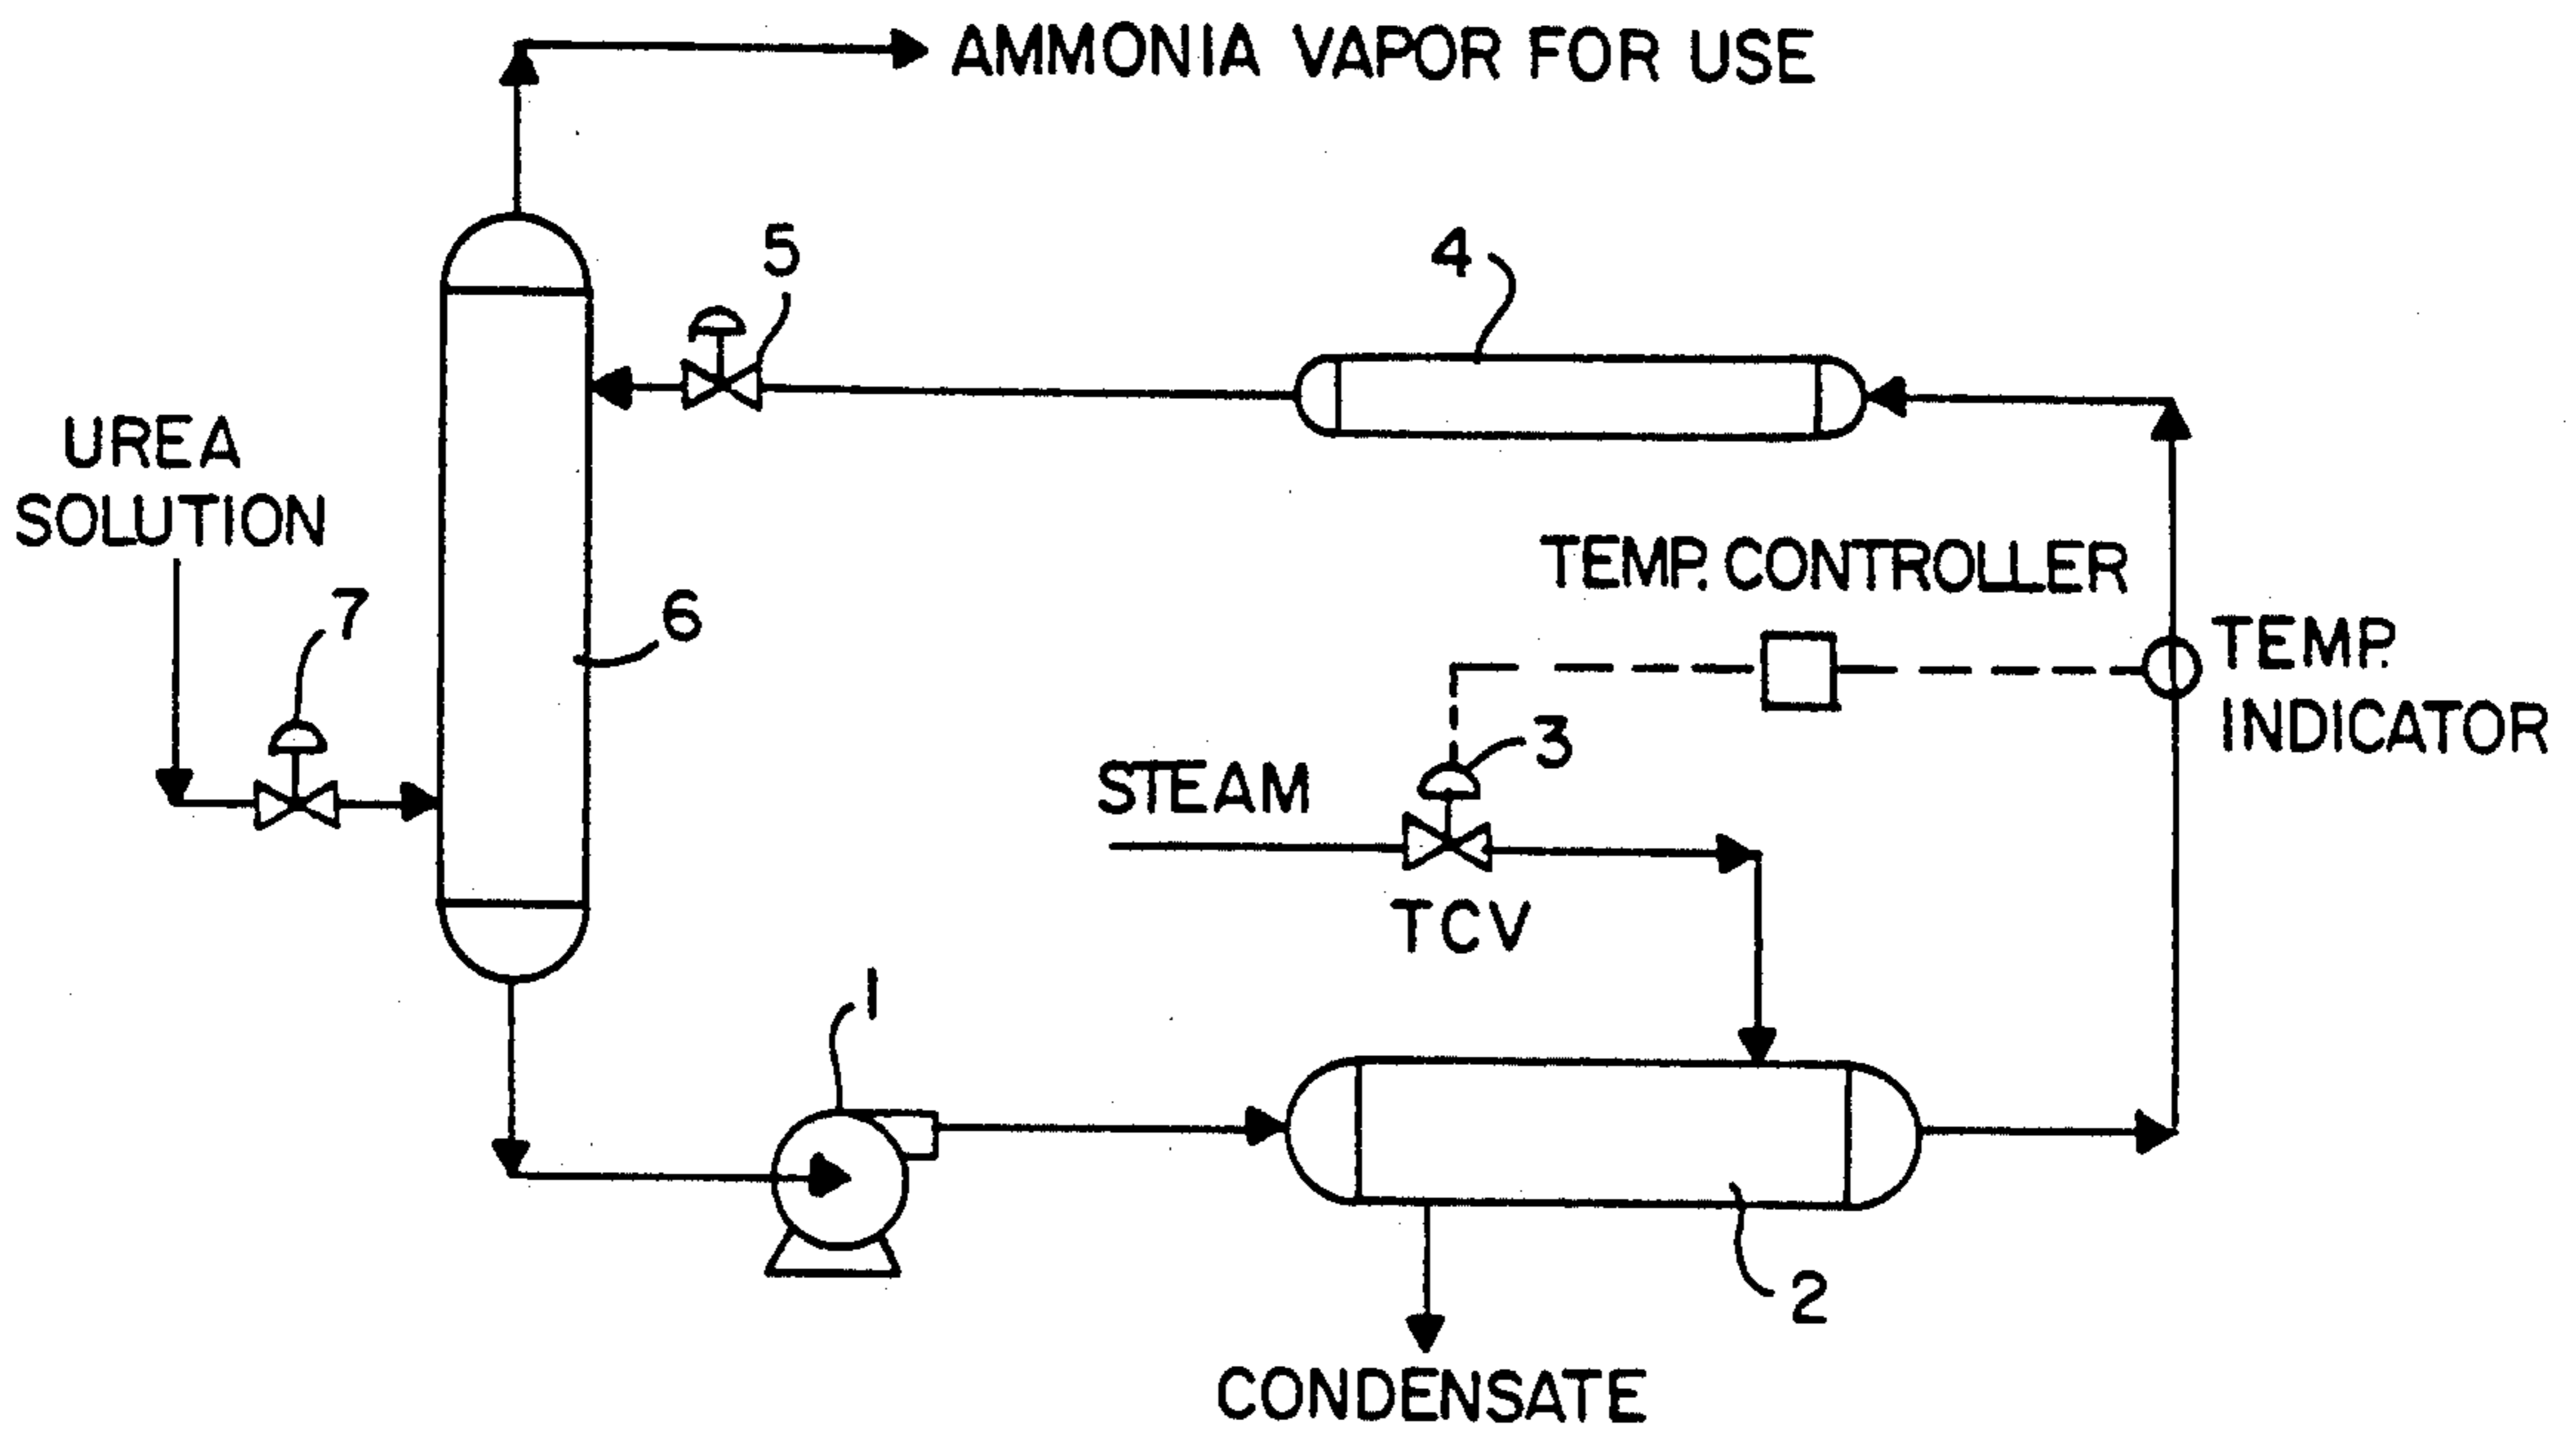 AMMONIA VAPOR FOR USE
5
4
UREA
SOLUTION
7
6
TEMP. CONTROLLER
TEMP.
INDICATOR
3
STEAM
TCV
1
2
CONDENSATE